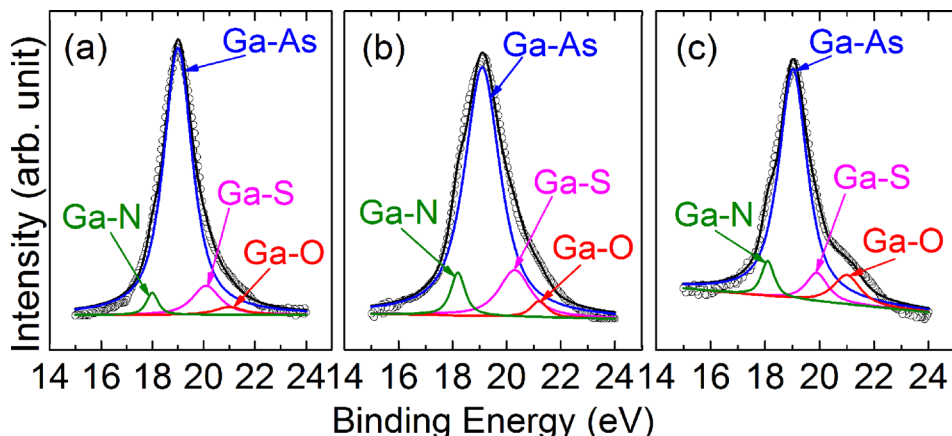 (a)
Ga-As
Ga-N
Ga-S
Ga-O
(b)
Ga-As
Ga-S
Ga-N
Ga-O
(c)
Ga-As
Ga-S
Ga-N
Ga-O
Intensity (arb. unit)
14 16 18 20 22 24
14 16 18 20 22 24
14 16 18 20 22 24
Binding Energy (eV)